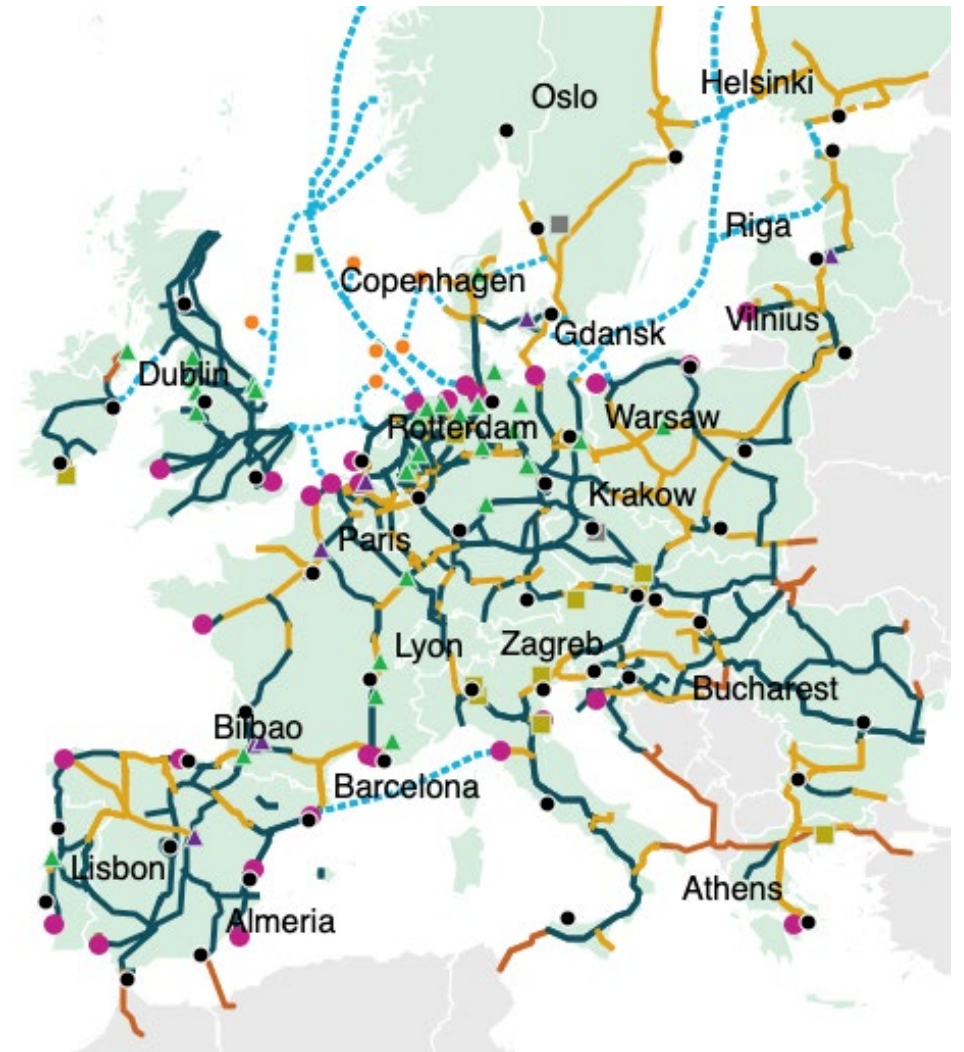 Helsinki
Oslo
Riga
Copenhagen
Vilnius
Gdansk
Dublin
Warsaw
Rotterdam
Krakow
Paris
Lyon
Zagreb
Bucharest
Bilbao
Barcelona
Lisbon
Athens
Almeria